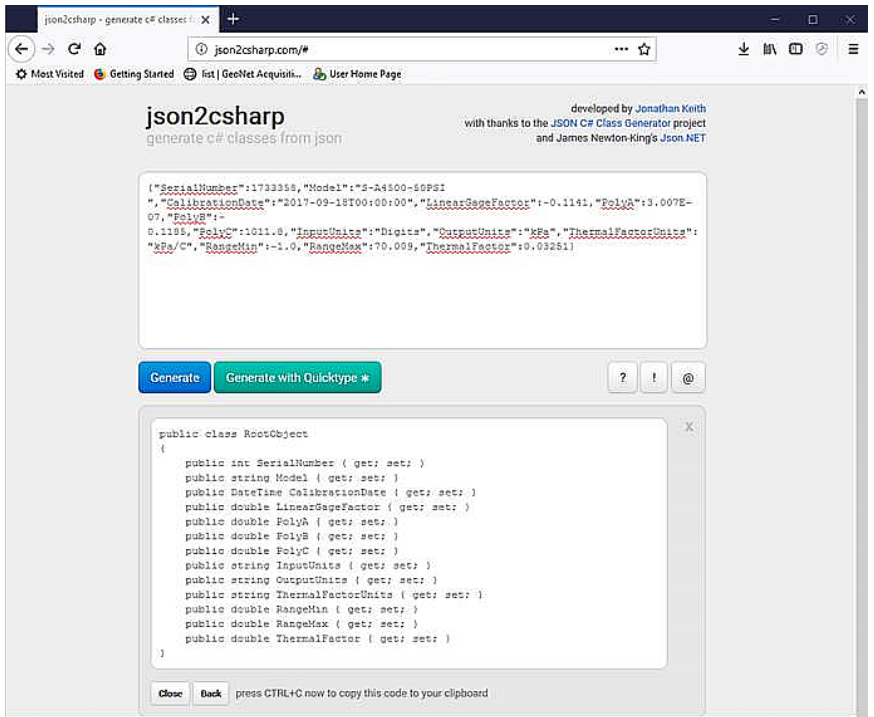 json2csharp - generate c# classes f
json2csharp.com/#
Most Visited Getting Started list | GeoNet Acquisiti... User Home Page
json2csharp
generate c# classes from json
developed by Jonathan Keith
with thanks to the JSON C# Class Generator project
and James Newton-King's Json.NET
{"SerialNumber":1733358,"Model":"S-A4500-50PSI
","CalibrationDate":"2017-09-18T00:00:00","LinearGageFactor":-0.1141,"PolyA":3.007E-
07,"PolyB":-
0.1185,"PolyC":1011.8,"InputUnits":"Digits","OutputUnits":"kPa","ThermalFactorUnits":
"kPa/C","RangeMin":-1.0,"RangeMax":70.009,"ThermalFactor":0.03251}
Generate Generate with Quicktype * ? ! @
X
public class RootObject
{
public int SerialNumber { get; set; }
public string Model { get; set; }
public DateTime CalibrationDate { get; set; }
public double LinearGageFactor { get; set; }
public double PolyA { get; set; }
public double PolyB { get; set; }
public double PolyC { get; set; }
public string InputUnits { get; set; }
public string OutputUnits { get; set; }
public string ThermalFactorUnits { get; set; }
public double RangeMin { get; set; }
public double RangeMax { get; set; }
public double ThermalFactor { get; set; }
}
Close Back press CTRL+C now to copy this code to your clipboard